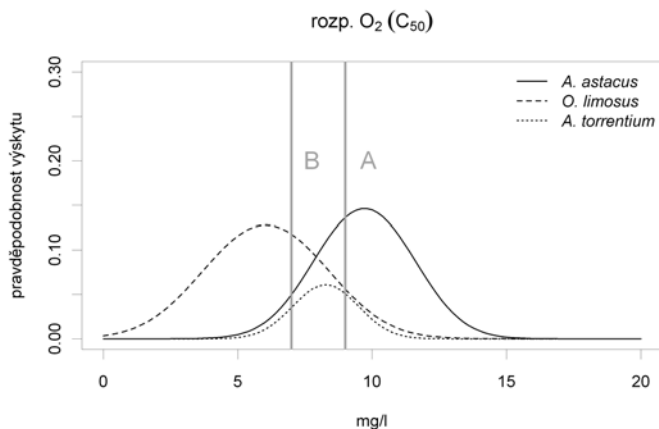 rozp. O₂ (C₅₀)
pravděpodobnost výskytu
0.30
0.20
0.10
0.00
B
A
A. astacus
O. limosus
A. torrentium
0
5
10
15
20
mg/l